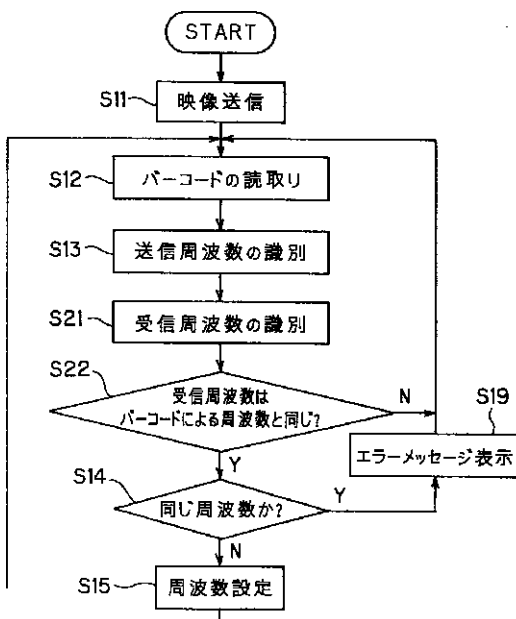 START
S11
映像送信
S12
バーコードの読取り
S13
送信周波数の識別
S21
受信周波数の識別
S22
受信周波数は
バーコードによる周波数と同じ?
N
S19
エラーメッセージ表示
Y
S14
同じ周波数か?
Y
N
S15
周波数設定